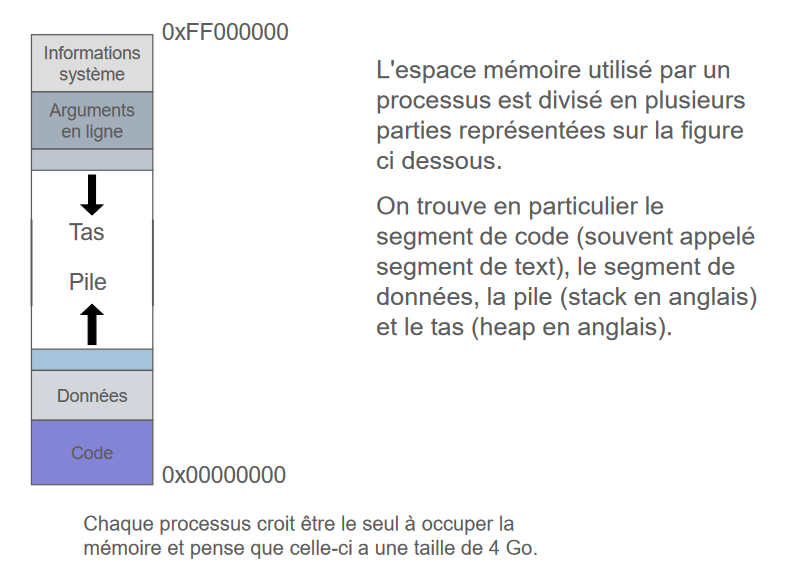 0xFF000000
Informations
système
Arguments
en ligne
Tas
Pile
Données
Code
0x00000000
L'espace mémoire utilisé par un
processus est divisé en plusieurs
parties représentées sur la figure
ci dessous.
On trouve en particulier le
segment de code (souvent appelé
segment de text), le segment de
données, la pile (stack en anglais)
et le tas (heap en anglais).
Chaque processus croit être le seul à occuper la
mémoire et pense que celle-ci a une taille de 4 Go.